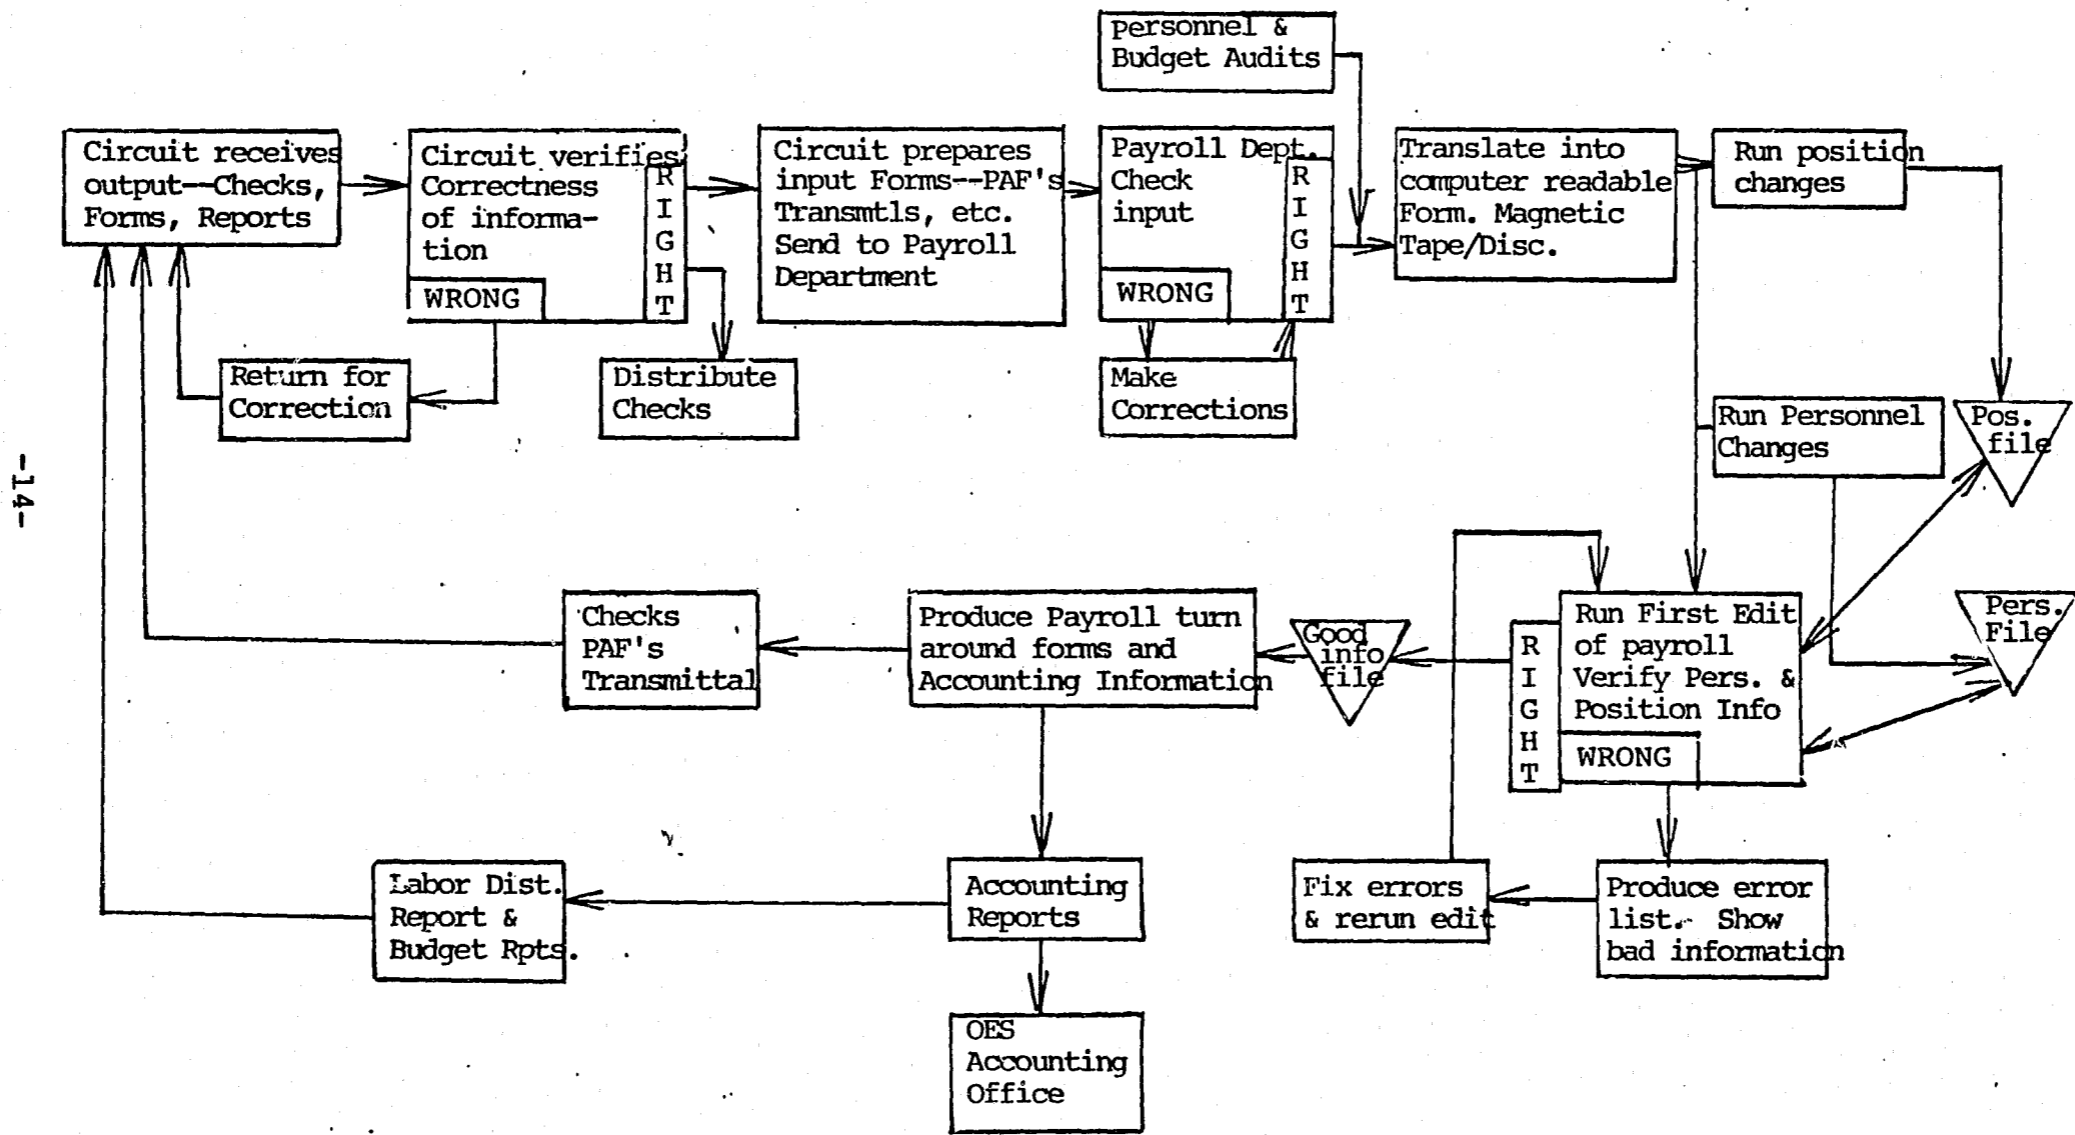 Personnel &
Budget Audits
Circuit receives
output--Checks,
Forms, Reports
Circuit verifies
Correctness
of informa-
tion
WRONG
RIGHT
Circuit prepares
input Forms--PAF's
Transmtls, etc.
Send to Payroll
Department
Payroll Dept.
Check
input
WRONG
RIGHT
Translate into
computer readable
Form. Magnetic
Tape/Disc.
Run position
changes
Return for
Correction
Distribute
Checks
Make
Corrections
Run Personnel
Changes
Pos.
file
-14-
Checks
PAF's
Transmittal
Produce Payroll turn
around forms and
Accounting Information
Good
info
file
RIGHT
Run First Edit
of payroll
Verify Pers. &
Position Info
WRONG
Pers.
File
Labor Dist.
Report &
Budget Rpts.
Accounting
Reports
Fix errors
& rerun edit
Produce error
list. Show
bad information
OES
Accounting
Office